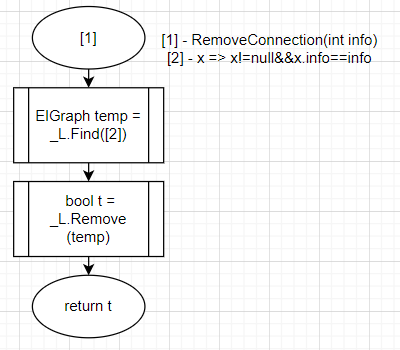 [1]
[1] - RemoveConnection(int info)
[2] - x => x!=null&&x.info==info
ElGraph temp =
_L.Find([2])
bool t =
_L.Remove
(temp)
return t